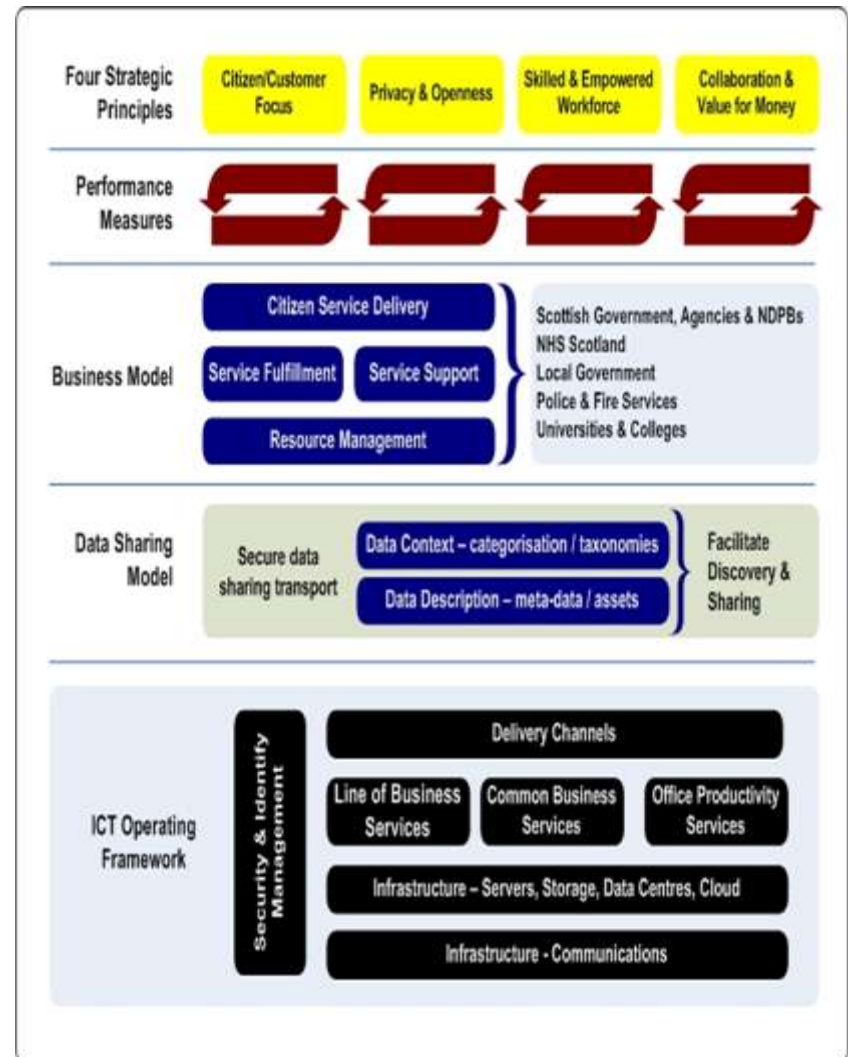 Four Strategic
Principles
Citizen/Customer
Focus
Privacy & Openness
Skilled & Empowered
Workforce
Collaboration &
Value for Money
Performance
Measures
Business Model
Citizen Service Delivery
Service Fulfillment
Service Support
Resource Management
Scottish Government, Agencies & NDPBs
NHS Scotland
Local Government
Police & Fire Services
Universities & Colleges
Data Sharing
Model
Secure data
sharing transport
Data Context – categorisation / taxonomies
Data Description – meta-data / assets
Facilitate
Discovery &
Sharing
ICT Operating
Framework
Security & Identify
Management
Delivery Channels
Line of Business
Services
Common Business
Services
Office Productivity
Services
Infrastructure – Servers, Storage, Data Centres, Cloud
Infrastructure - Communications